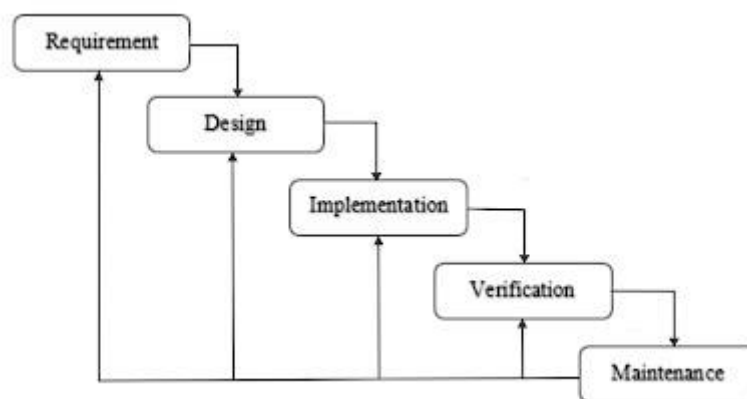 Requirement
Design
Implementation
Verification
Maintenance